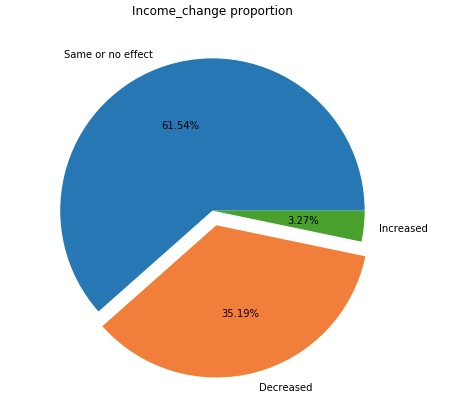 Income_change proportion
Same or no effect
61.54%
3.27%
Increased
35.19%
Decreased